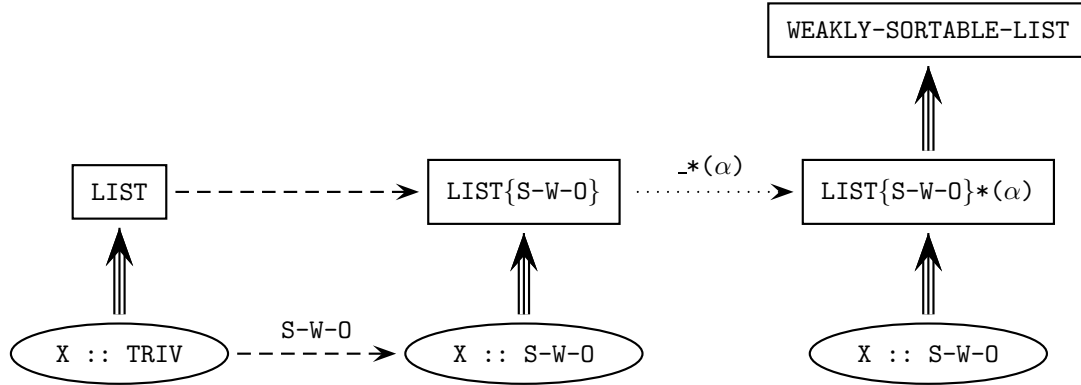 WEAKLY-SORTABLE-LIST
LIST
LIST{S-W-O}
_*(α)
LIST{S-W-O}*(α)
X :: TRIV
S-W-O
X :: S-W-O
X :: S-W-O